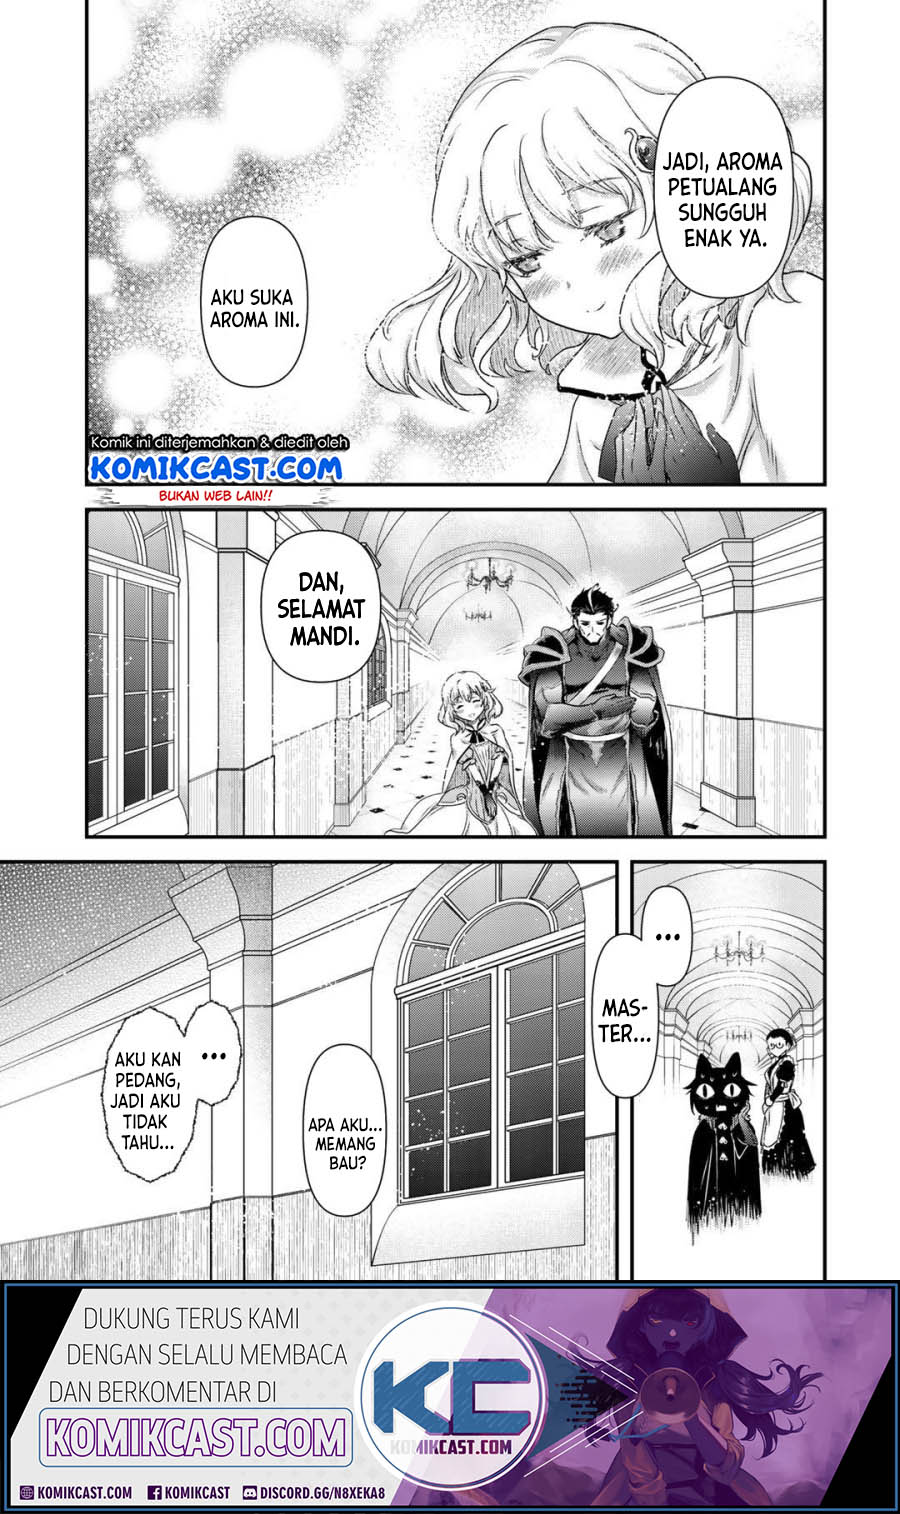 JADI, AROMA
PETUALANG
SUNGGUH
ENAK YA.
AKU SUKA
AROMA INI.
Komik ini diterjemahkan & diedit oleh
KOMIKCAST.COM
BUKAN WEB LAIN!!
DAN,
SELAMAT
MANDI.
...
MAS-
TER...
APA AKU...
MEMANG
BAU?
...
AKU KAN
PEDANG,
JADI AKU
TIDAK
TAHU...
DUKUNG TERUS KAMI
DENGAN SELALU MEMBACA
DAN BERKOMENTAR DI
KOMIKCAST.COM
KC
KOMIKCAST.COM
KOMIKCAST.COM
KOMIKCAST
DISCORD.GG/N8XEKA8